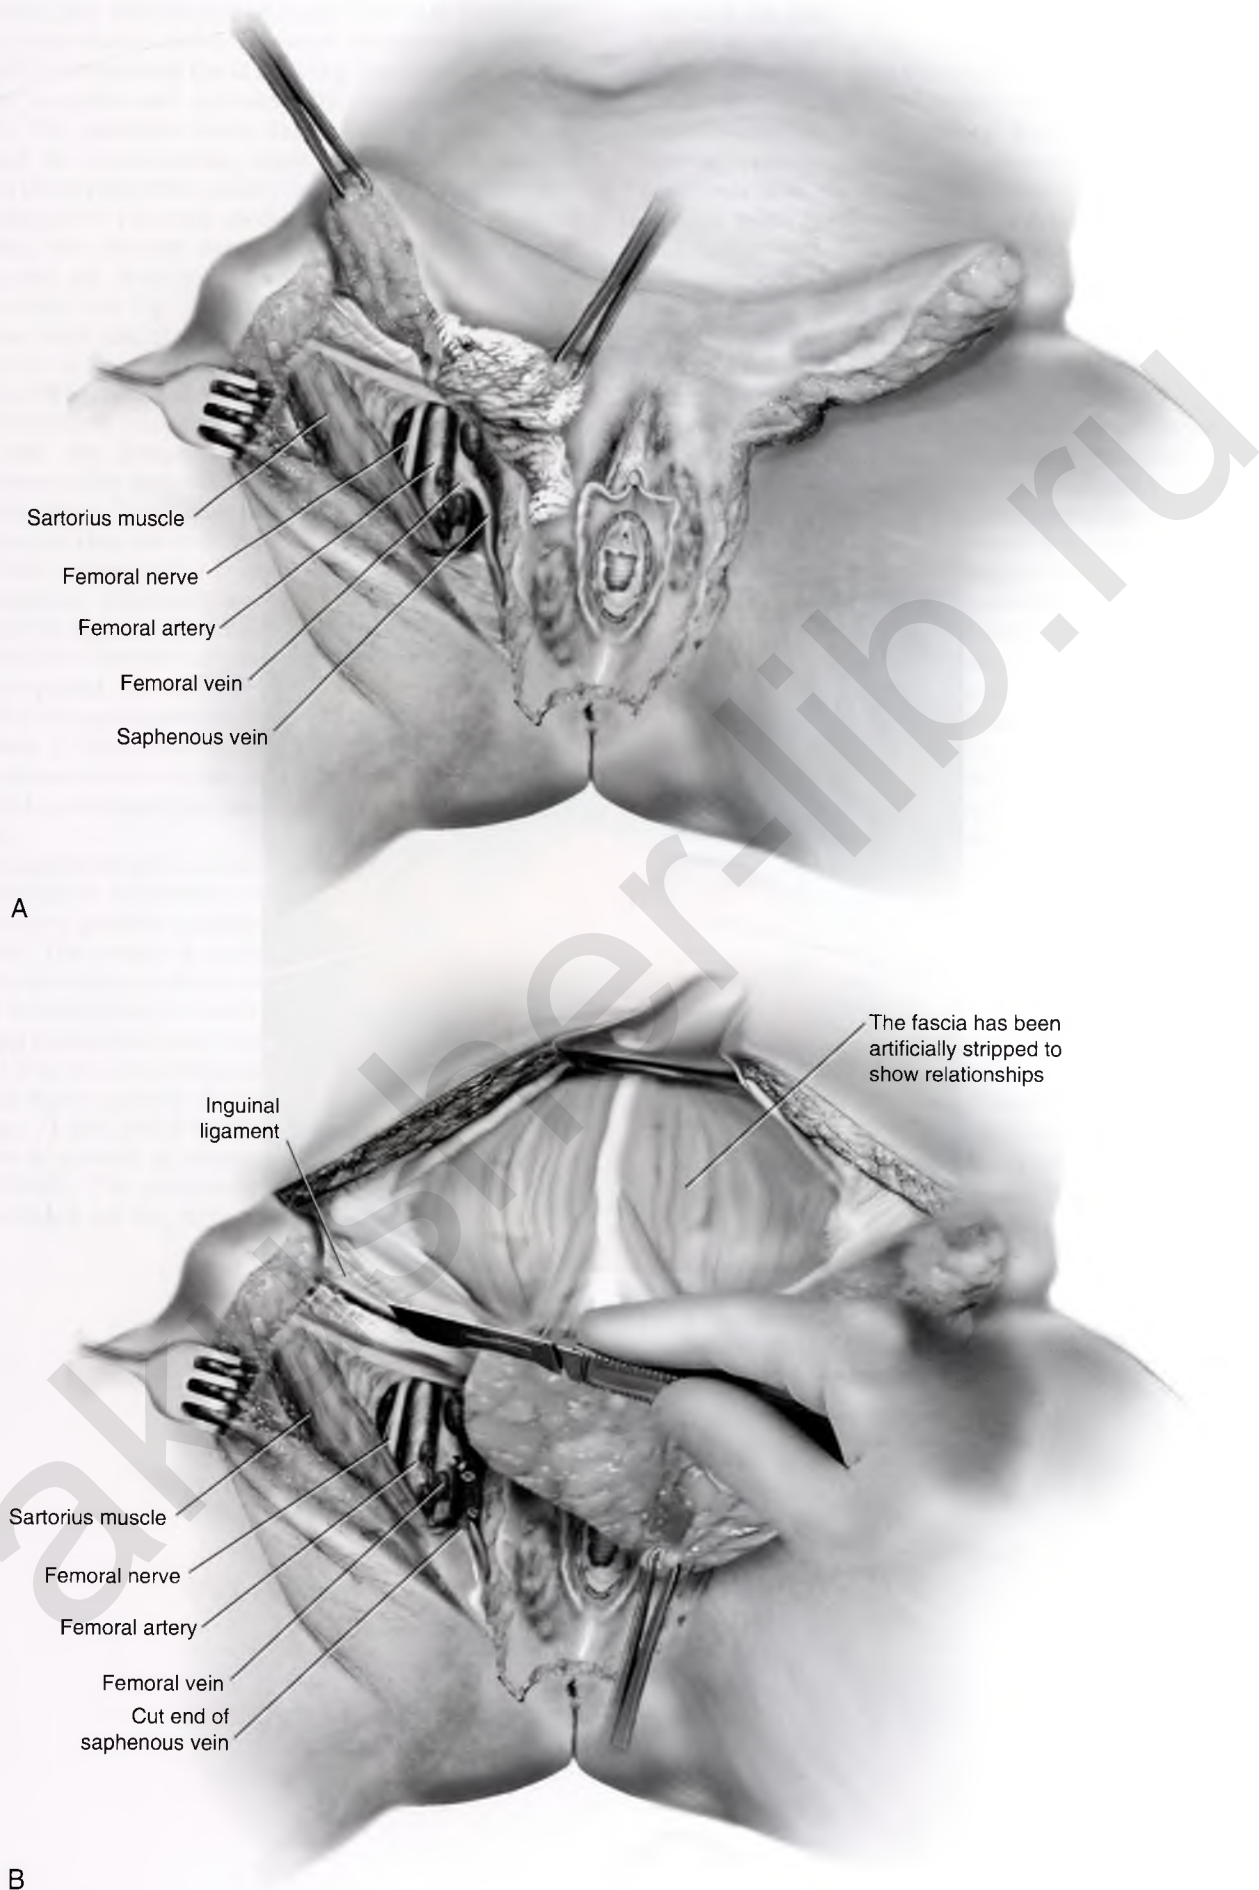 Sartorius muscle
Femoral nerve
Femoral artery
Femoral vein
Saphenous vein
A
The fascia has been
artificially stripped to
show relationships
Inguinal
ligament
Sartorius muscle
Femoral nerve
Femoral artery
Femoral vein
Cut end of
saphenous vein
B
akusher-lib.ru